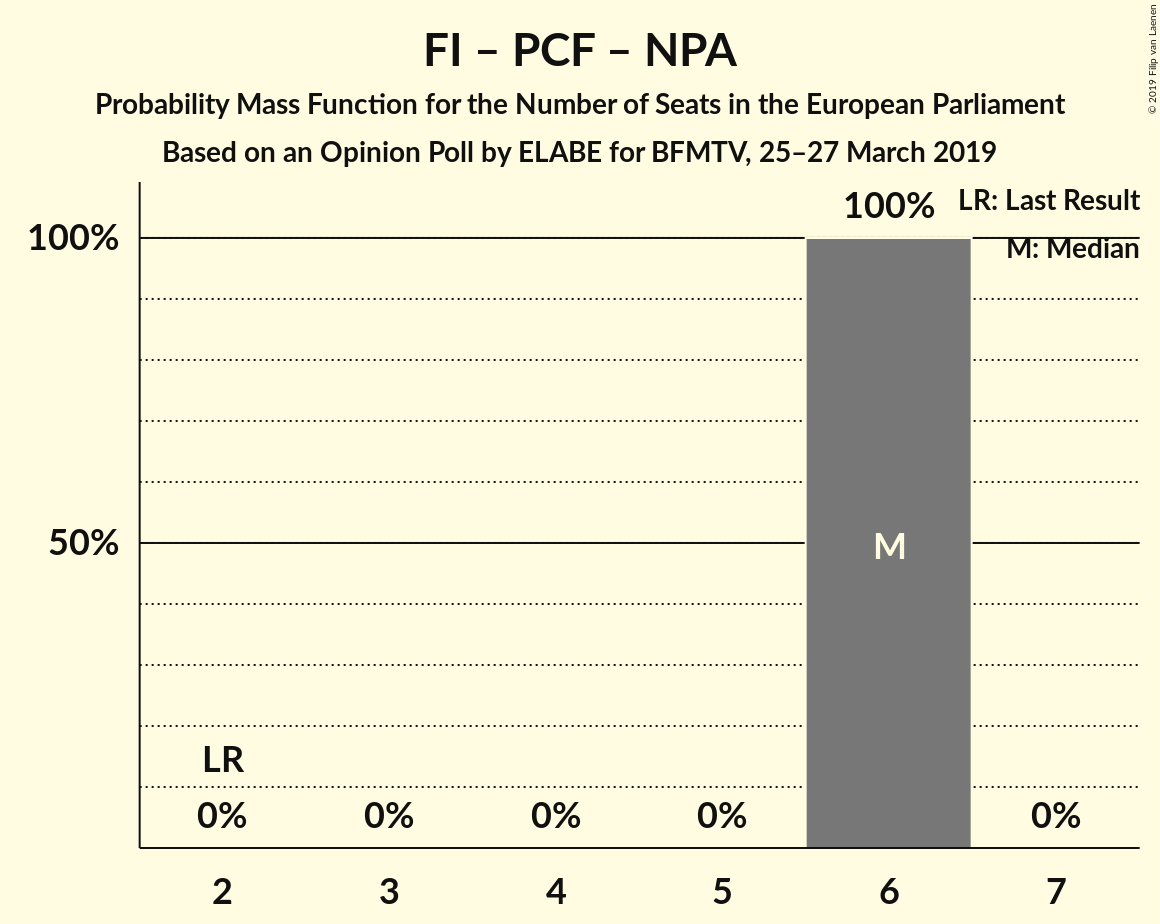 FI – PCF – NPA
Probability Mass Function for the Number of Seats in the European Parliament
Based on an Opinion Poll by ELABE for BFMTV, 25–27 March 2019
© 2019 Filip van Laenen
LR: Last Result
M: Median
100%
100%
50%
M
LR
0%
0%
0%
0%
0%
2
3
4
5
6
7